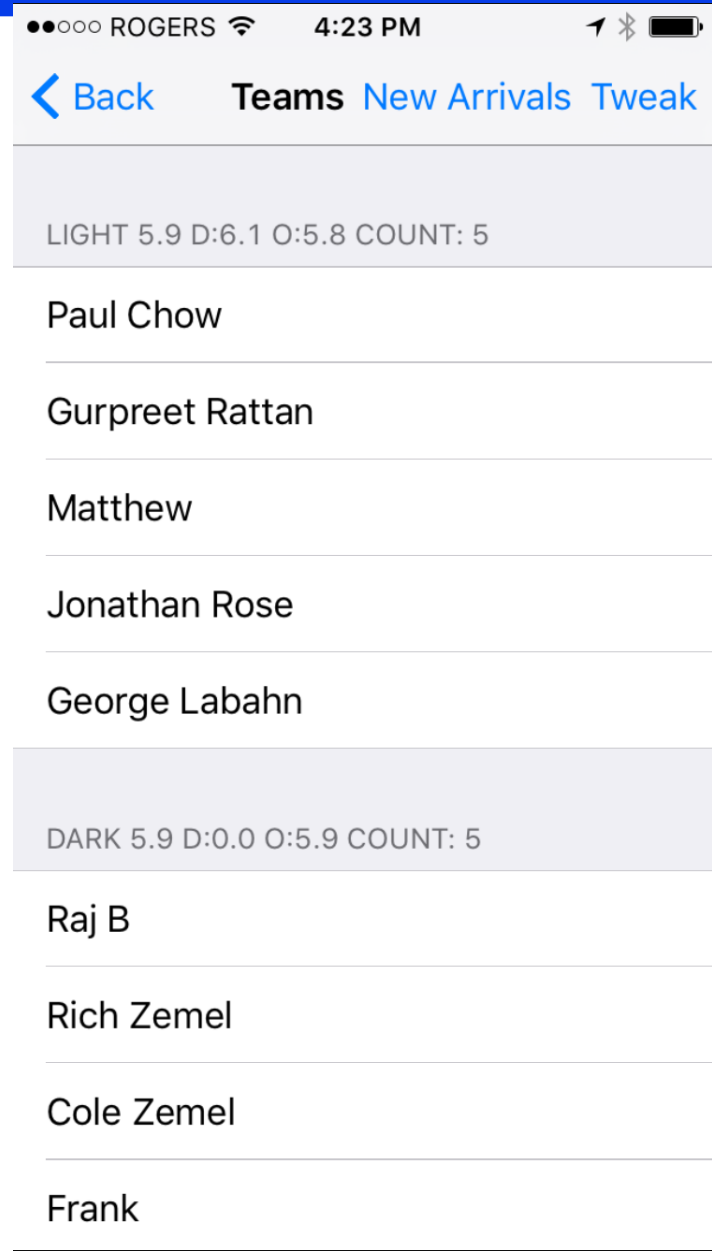 ROGERS 4:23 PM
Back Teams New Arrivals Tweak
LIGHT 5.9 D:6.1 O:5.8 COUNT: 5
Paul Chow
Gurpreet Rattan
Matthew
Jonathan Rose
George Labahn
DARK 5.9 D:0.0 O:5.9 COUNT: 5
Raj B
Rich Zemel
Cole Zemel
Frank